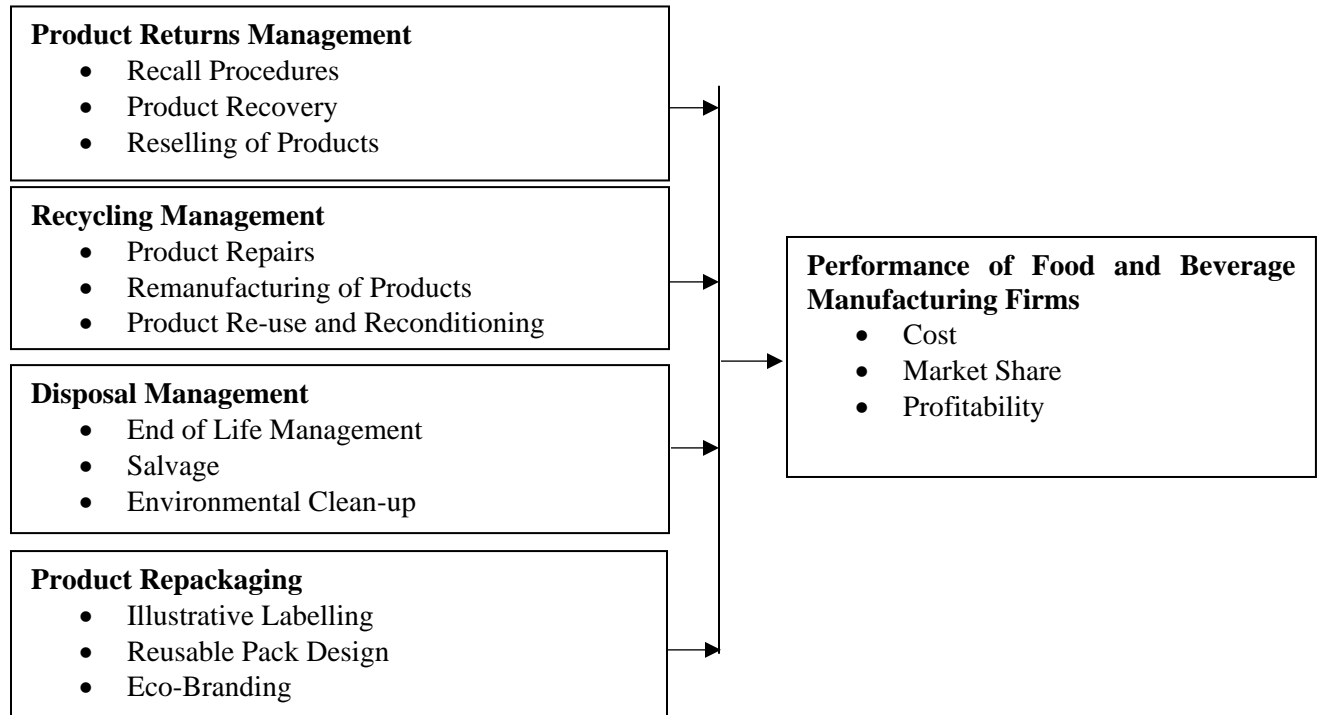 Product Returns Management
• Recall Procedures
• Product Recovery
• Reselling of Products
Recycling Management
• Product Repairs
• Remanufacturing of Products
• Product Re-use and Reconditioning
Disposal Management
• End of Life Management
• Salvage
• Environmental Clean-up
Product Repackaging
• Illustrative Labelling
• Reusable Pack Design
• Eco-Branding
Performance of Food and Beverage
Manufacturing Firms
• Cost
• Market Share
• Profitability